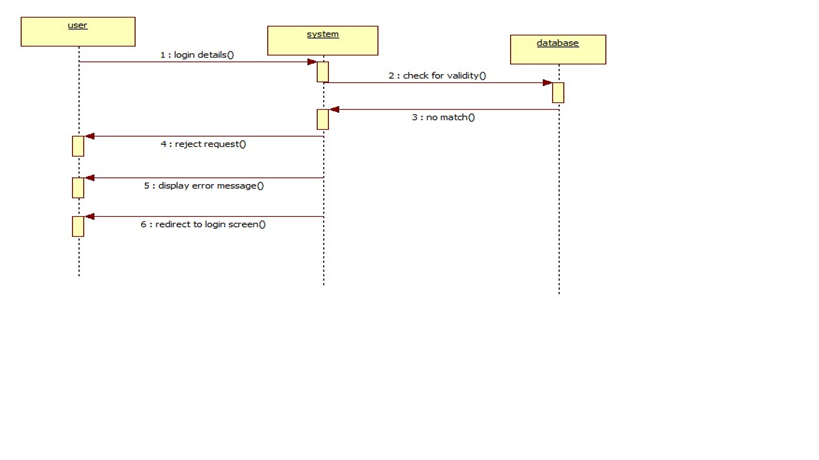 user
system
database
1 : login details()
2 : check for validity()
3 : no match()
4 : reject request()
5 : display error message()
6 : redirect to login screen()